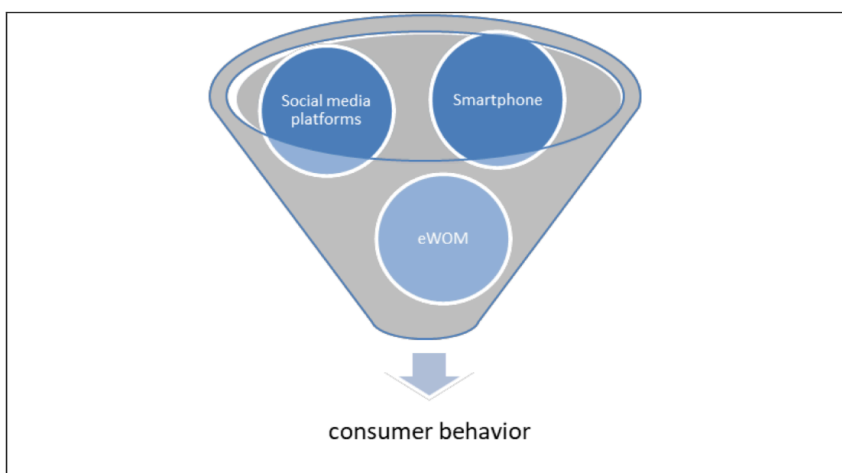 Social media
platforms
Smartphone
eWOM
consumer behavior